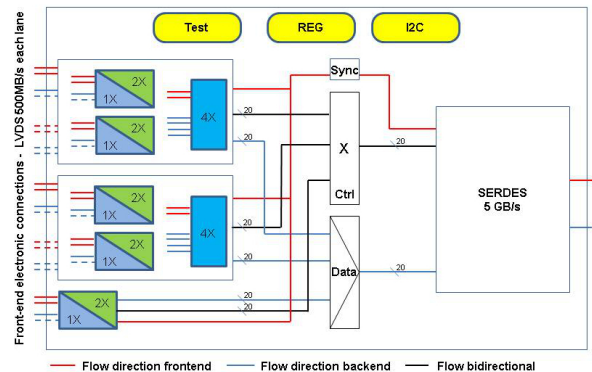 Test REG I2C
Front-end electronic connections - LVDS 500MB/s each lane
Sync
2X
1X
2X
1X
4X
20
20
X
Ctrl
20
SERDES
5 GB/s
2X
1X
2X
1X
4X
20
20
Data
20
2X
1X
20
20
Flow direction frontend Flow direction backend Flow bidirectional